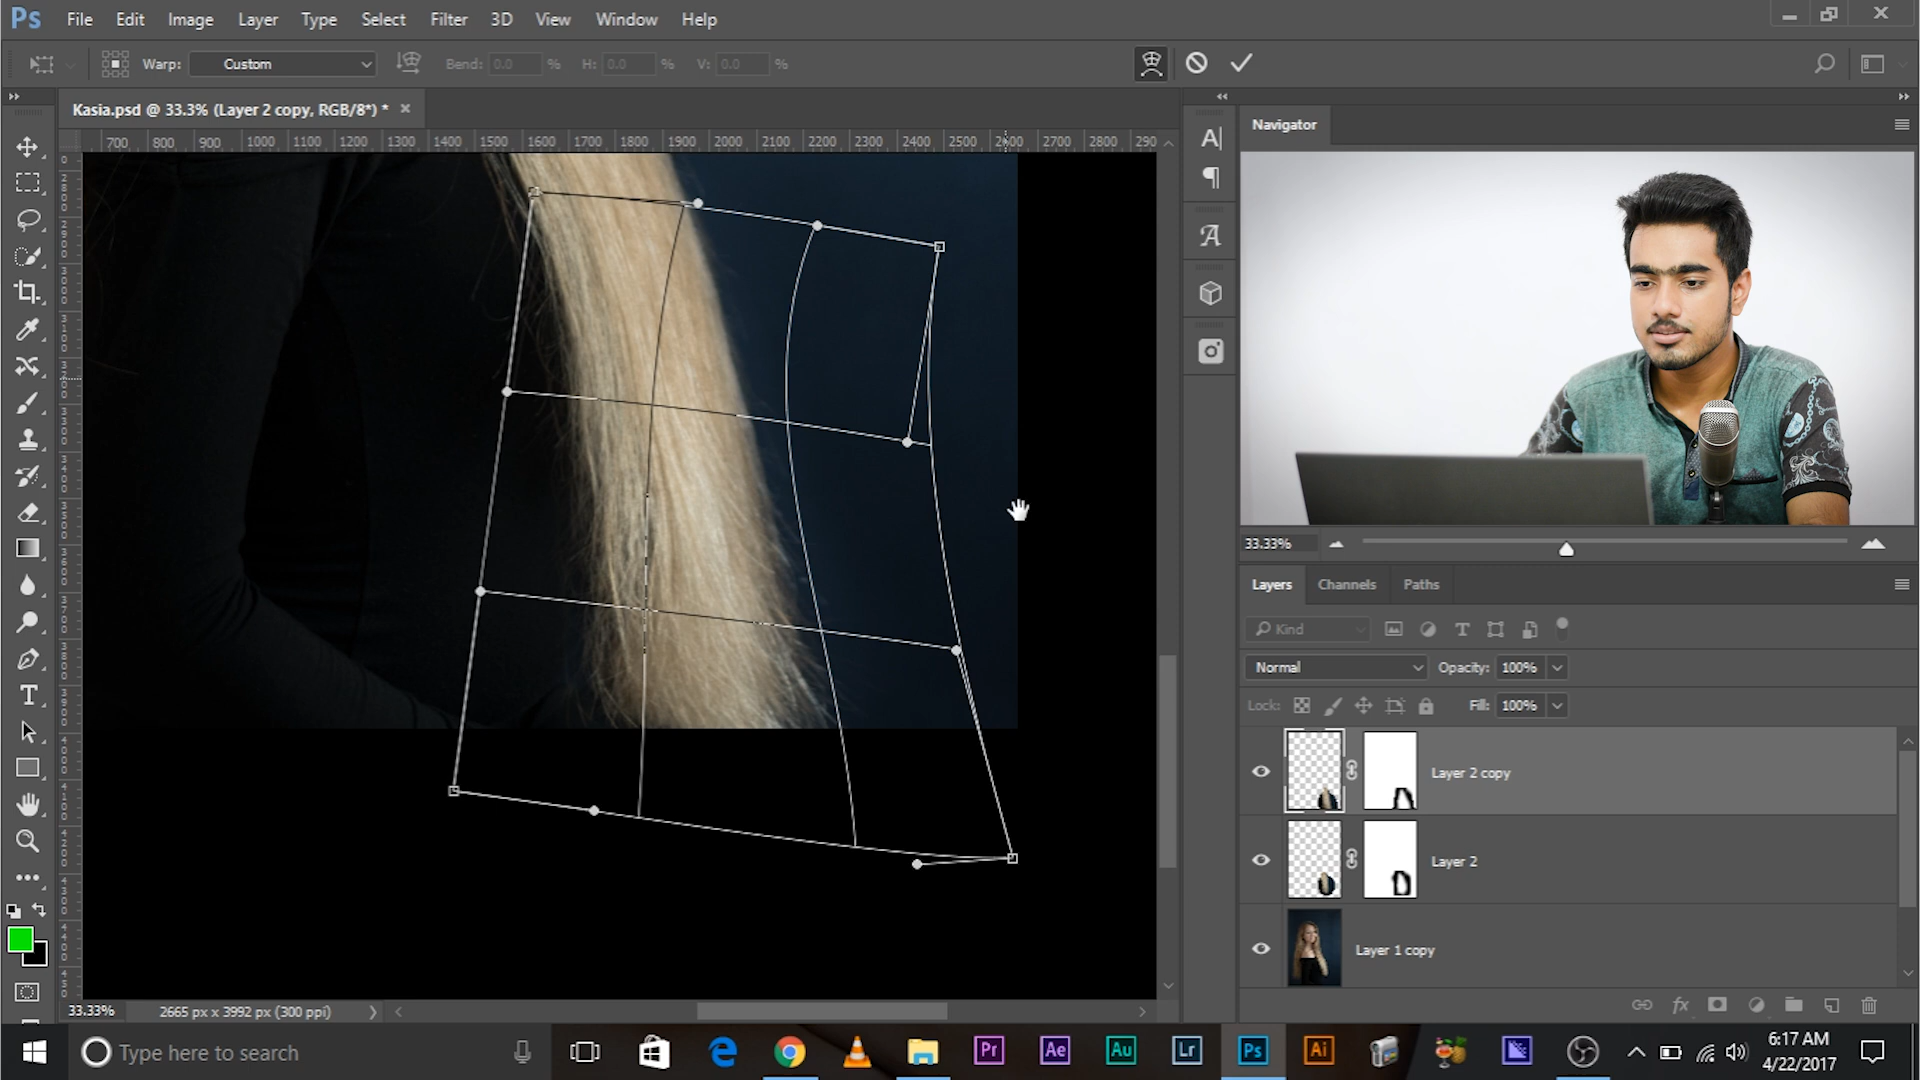 Ps File Edit Image Layer Type Select Filter 3D View Window Help
Warp: Custom Bend: 0.0 % H: 0.0 % V: 0.0 %
Kasia.psd @ 33.3% (Layer 2 copy, RGB/8*) * ×
Navigator
700 800 900 1000 1100 1200 1300 1400 1500 1600 1700 1800 1900 2000 2100 2200 2300 2400 2500 2600 2700 2800 290
33.33%
Layers Channels Paths
Kind
Normal Opacity: 100%
Lock: Fill: 100%
Layer 2 copy
Layer 2
Layer 1 copy
33.33% 2665 px x 3992 px (300 ppi)
Type here to search
Pr Ae Au Lr Ps Ai
6:17 AM
4/22/2017